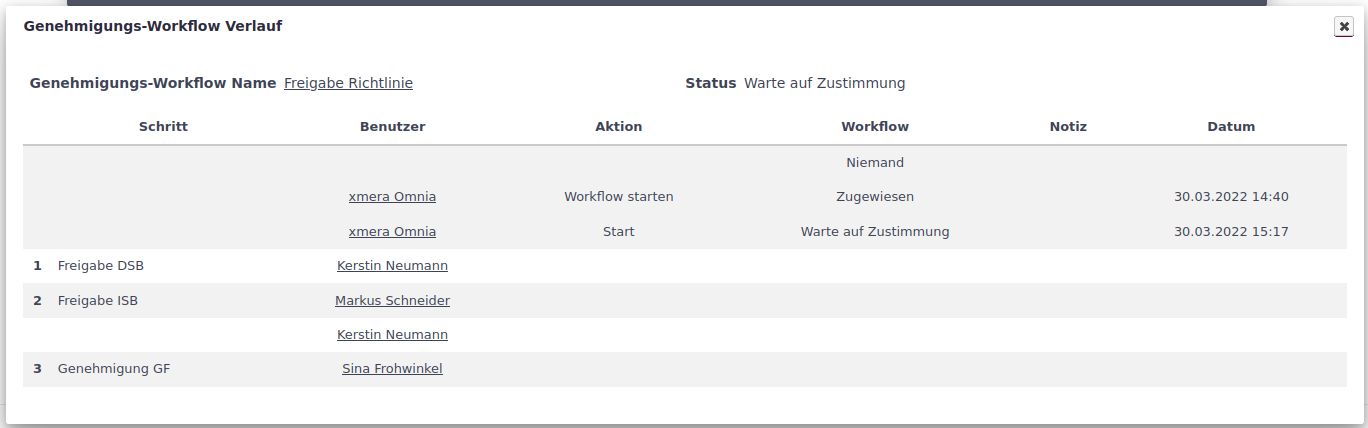 Genehmigungs-Workflow Verlauf
Genehmigungs-Workflow Name Freigabe Richtlinie Status Warte auf Zustimmung
Schritt Benutzer Aktion Workflow Notiz Datum
Niemand
xmera Omnia Workflow starten Zugewiesen 30.03.2022 14:40
xmera Omnia Start Warte auf Zustimmung 30.03.2022 15:17
1 Freigabe DSB Kerstin Neumann
2 Freigabe ISB Markus Schneider
Kerstin Neumann
3 Genehmigung GF Sina Frohwinkel